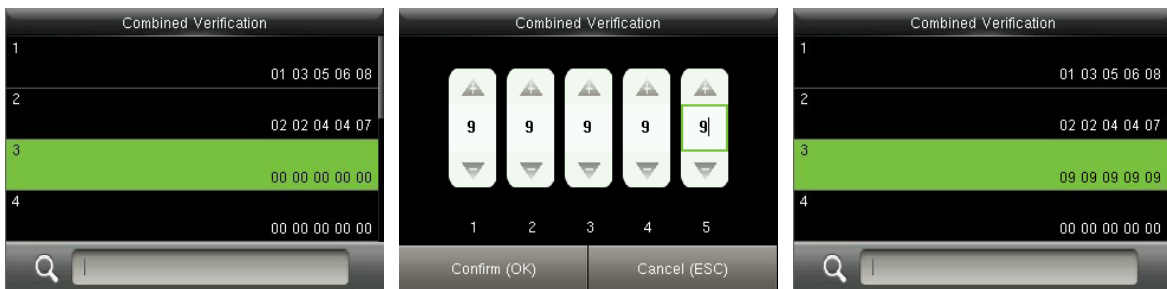 Combined Verification
1
01 03 05 06 08
2
02 02 04 04 07
3
00 00 00 00 00
4
00 00 00 00 00
Combined Verification
9 9 9 9 9
1 2 3 4 5
Confirm (OK) Cancel (ESC)
Combined Verification
1
01 03 05 06 08
2
02 02 04 04 07
3
09 09 09 09 09
4
00 00 00 00 00